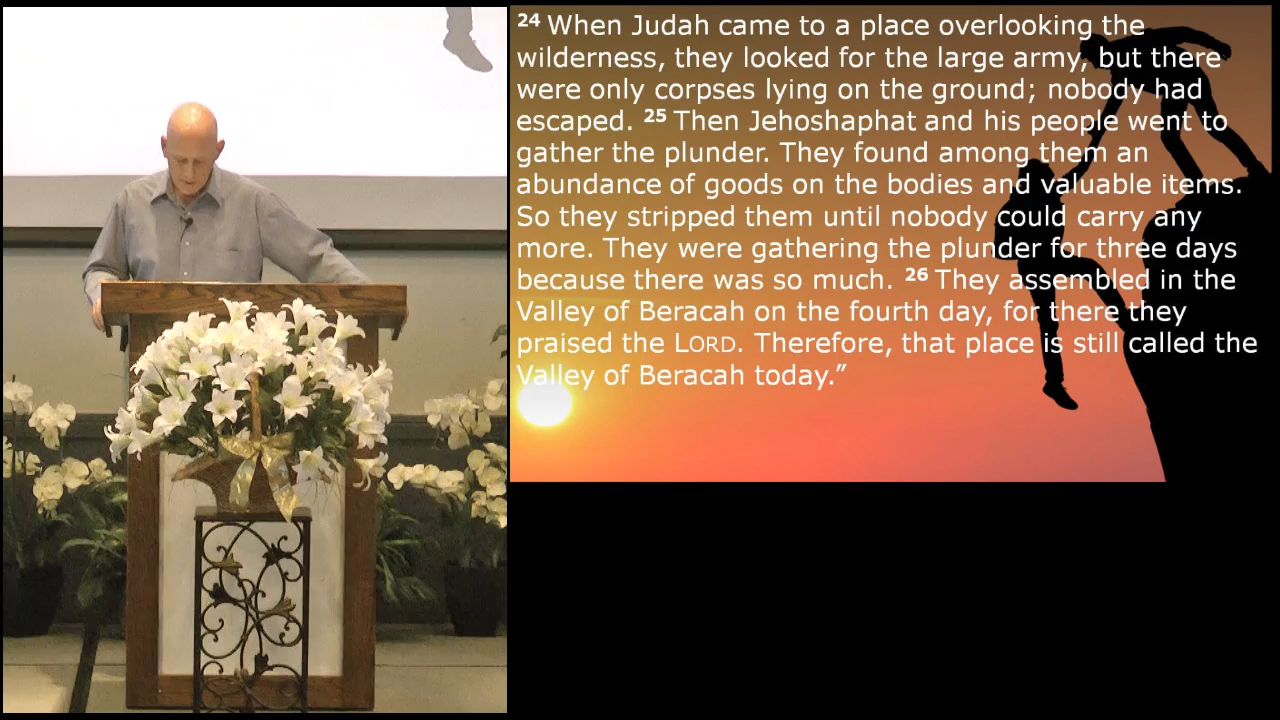 24 When Judah came to a place overlooking the
wilderness, they looked for the large army, but there
were only corpses lying on the ground; nobody had
escaped. 25 Then Jehoshaphat and his people went to
gather the plunder. They found among them an
abundance of goods on the bodies and valuable items.
So they stripped them until nobody could carry any
more. They were gathering the plunder for three days
because there was so much. 26 They assembled in the
Valley of Beracah on the fourth day, for there they
praised the LORD. Therefore, that place is still called the
Valley of Beracah today.”